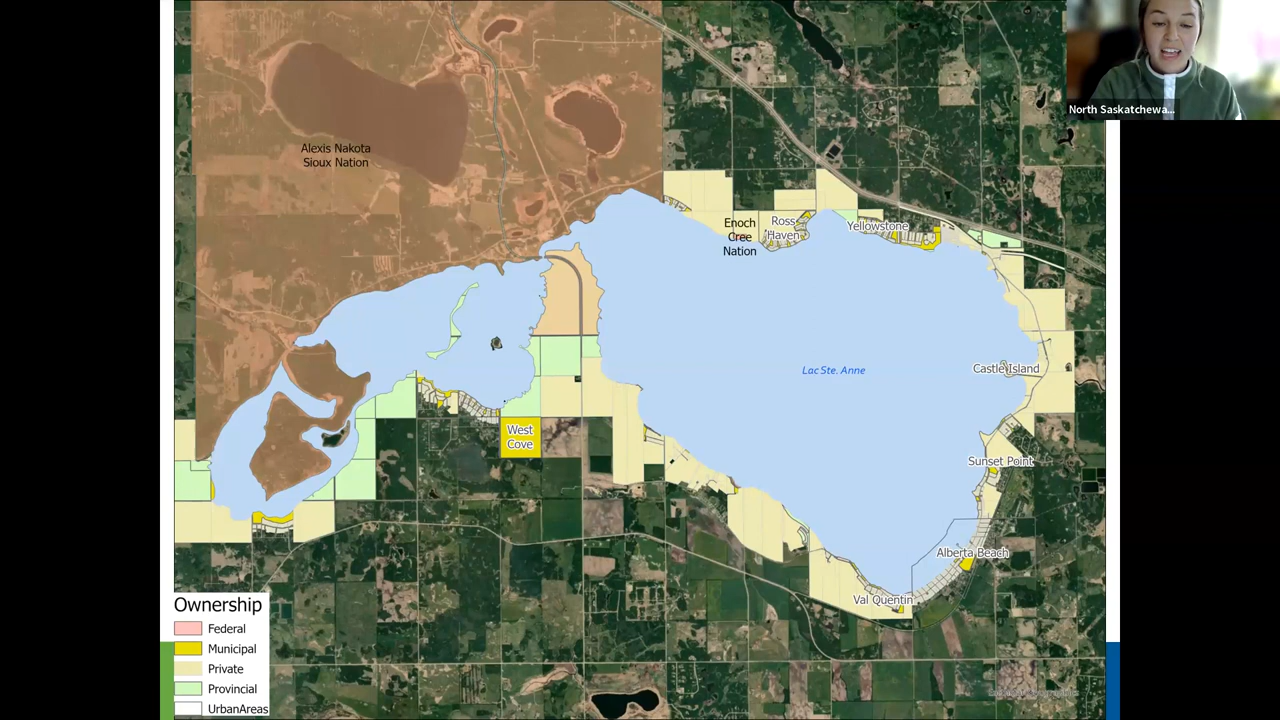 North Saskatchewa...
Alexis Nakota
Sioux Nation
Enoch
Cree
Nation
Ross
Haven
Yellowstone
Lac Ste. Anne
Castle Island
West
Cove
Sunset Point
Alberta Beach
Val Quentin
Ownership
Federal
Municipal
Private
Provincial
UrbanAreas